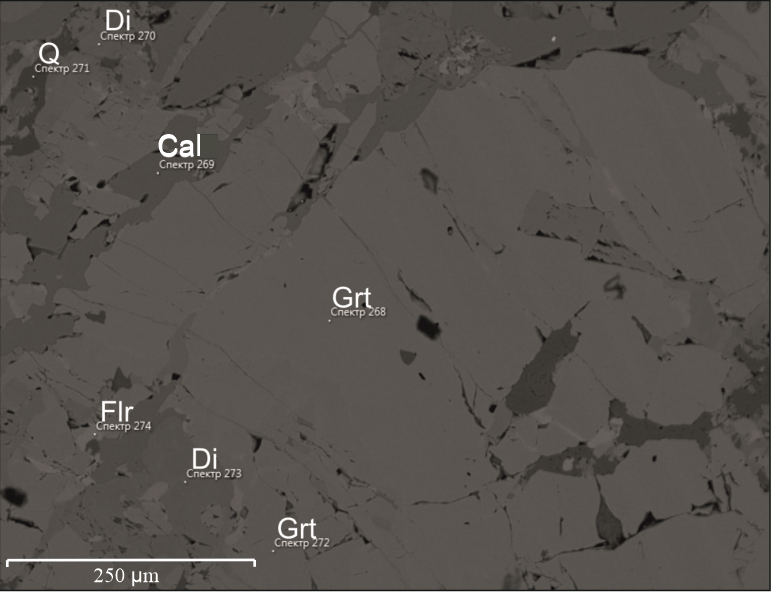 Di
Спектр 270
Q
Спектр 271
Cal
Спектр 269
Grt
Спектр 268
Flr
Спектр 274
Di
Спектр 273
Grt
Спектр 272
250 µm